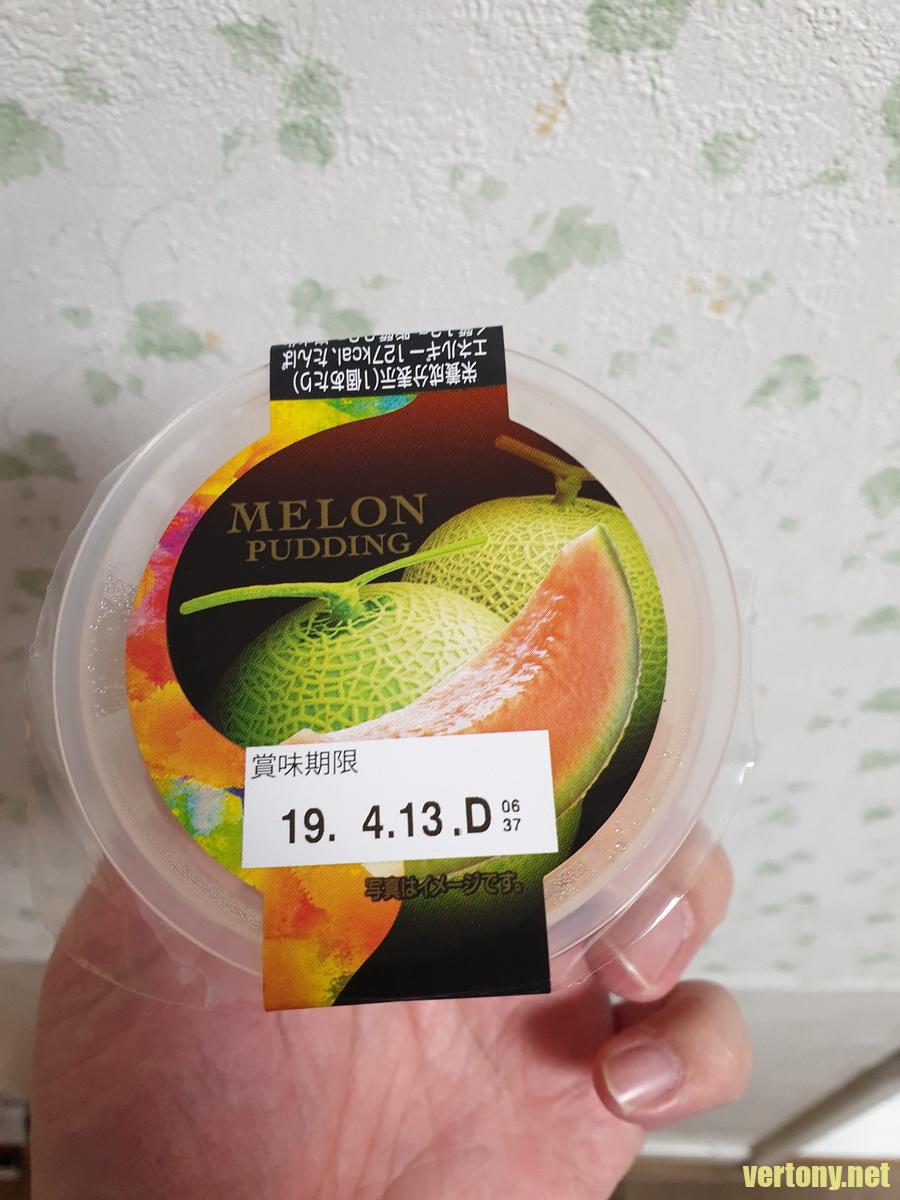 栄養成分表示(1個あたり)
エネルギー127kcal、たんぱ
MELON
PUDDING
賞味期限
19. 4.13.D 06
37
写真はイメージです。
vertony.net